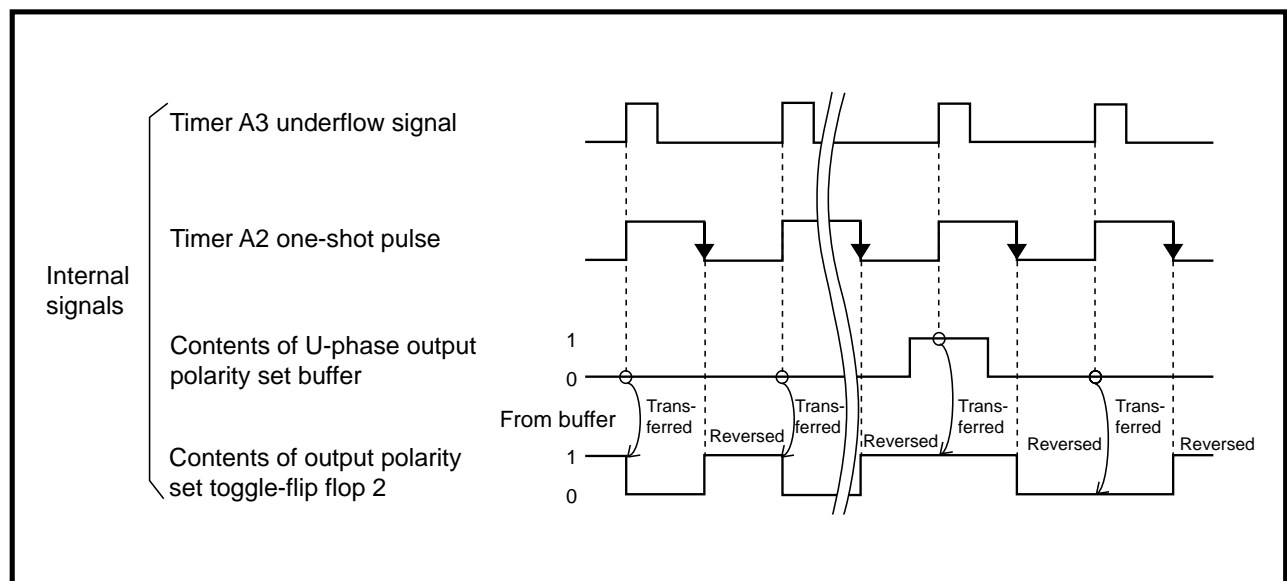 Timer A3 underflow signal
Timer A2 one-shot pulse
Internal
signals
Contents of U-phase output
polarity set buffer
1
0
From buffer
Trans-
ferred
Reversed
Trans-
ferred
Reversed
Trans-
ferred
Reversed
Trans-
ferred
Reversed
Contents of output polarity
set toggle-flip flop 2
1
0